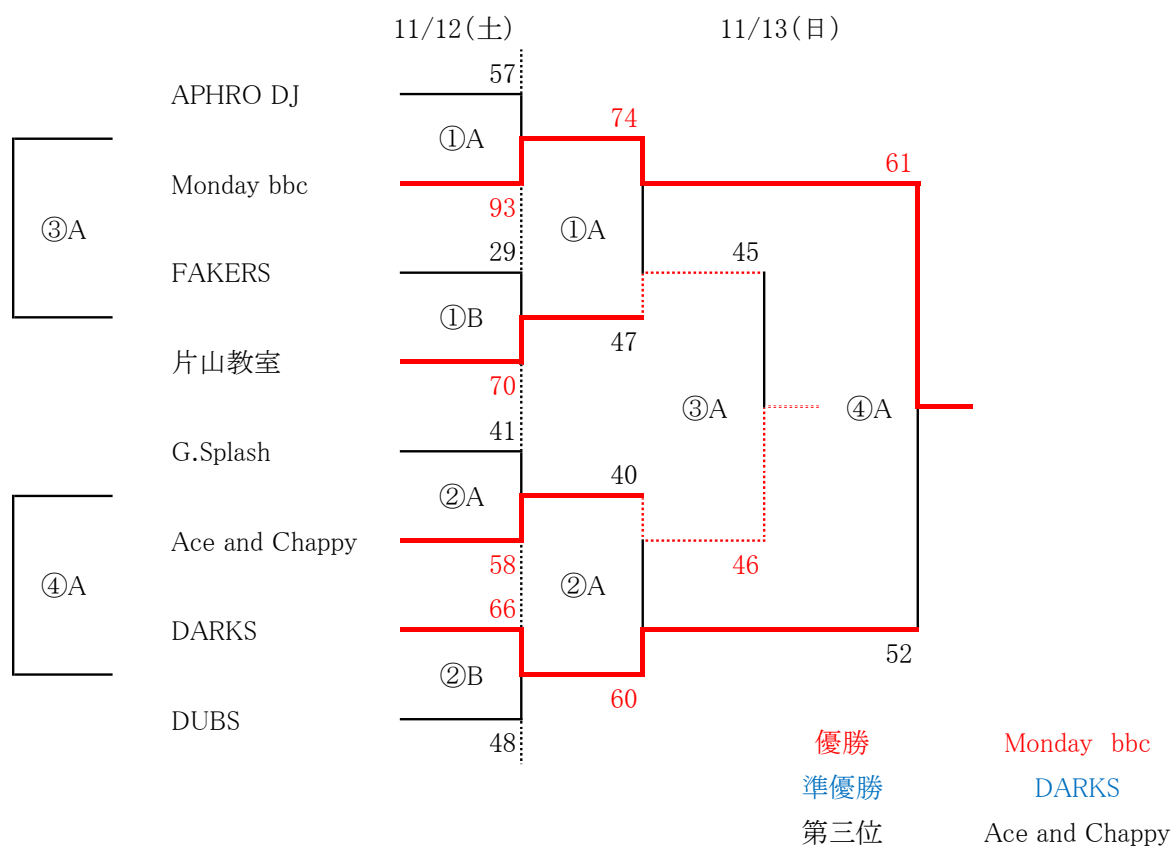 11/12(土) 11/13(日)
57
APHRO DJ
①A
74
61
Monday bbc
93
③A
①A
29
45
FAKERS
①B
47
片山教室
70
③A
④A
41
G.Splash
40
②A
Ace and Chappy
58
46
④A
②A
66
DARKS
52
②B
60
DUBS
48
優勝 Monday bbc
準優勝 DARKS
第三位 Ace and Chappy